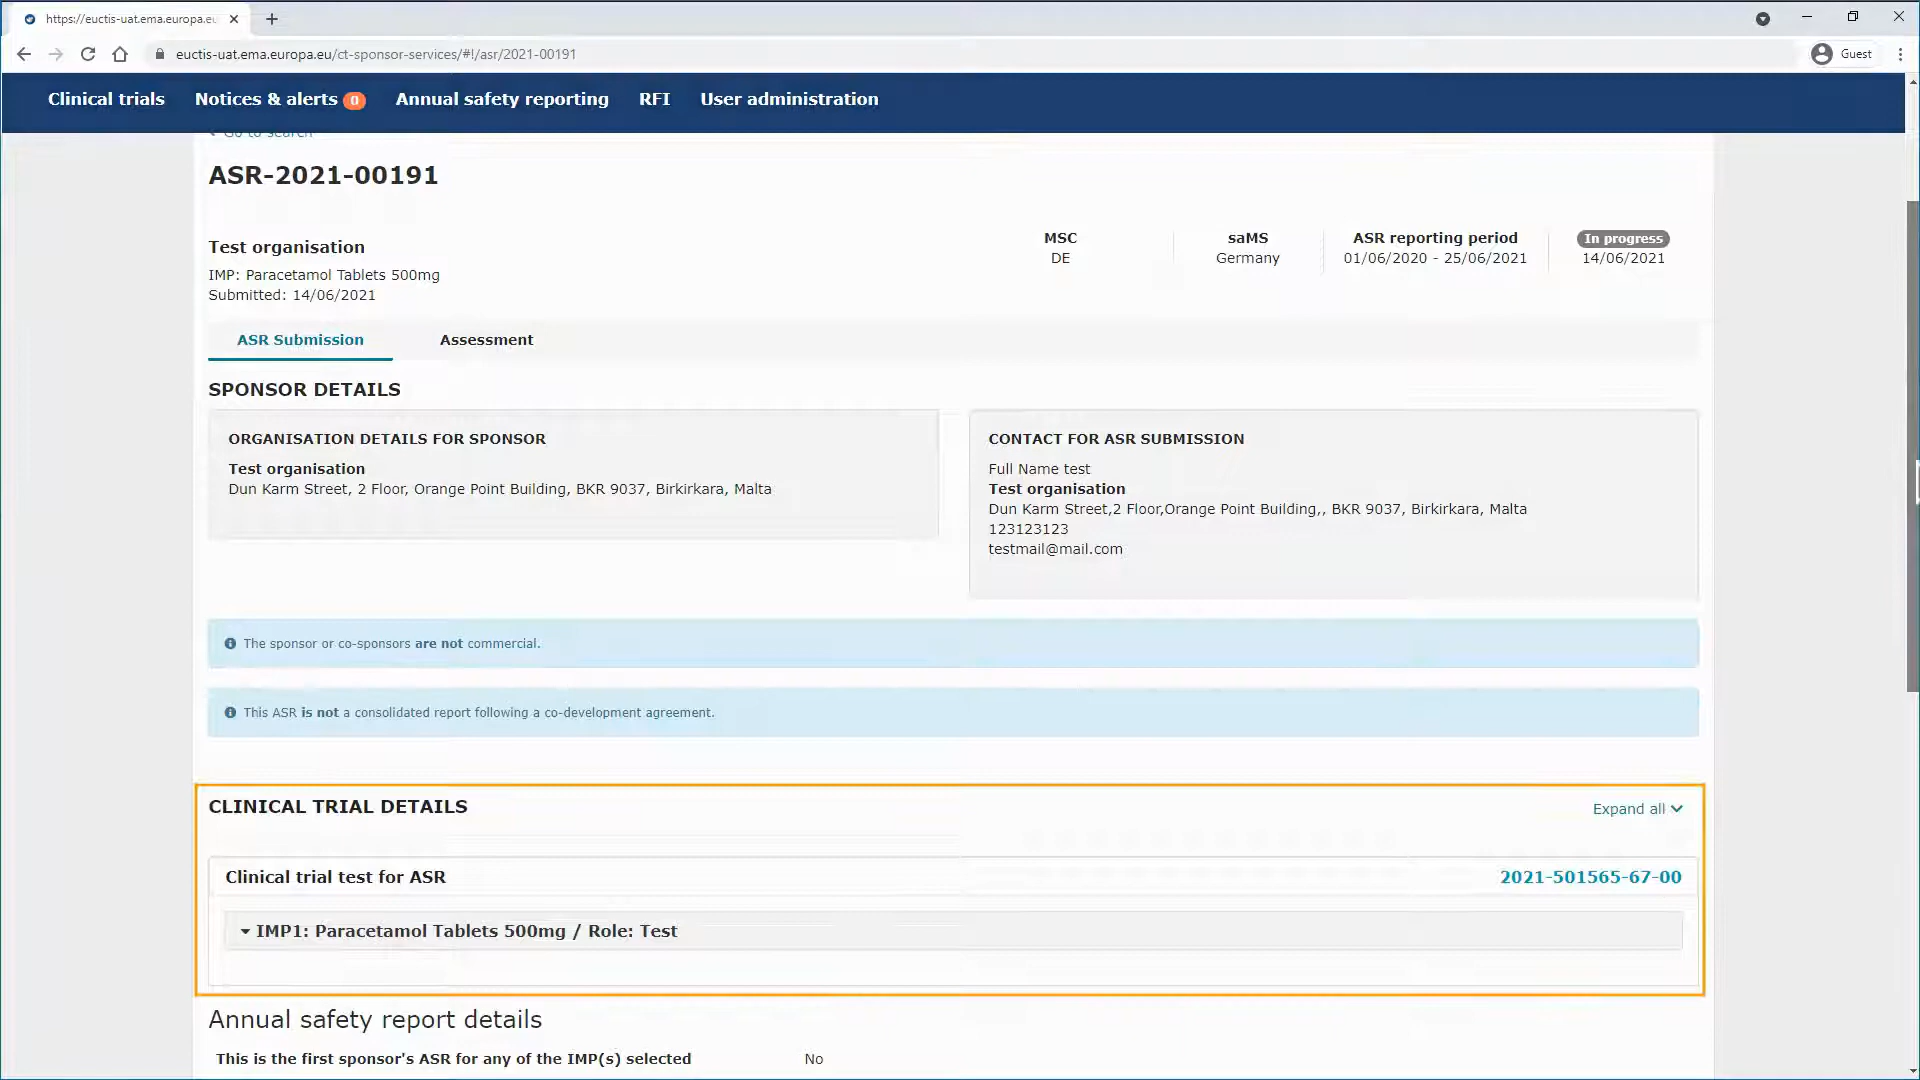 https://euctis-uat.ema.europa.eu
euctis-uat.ema.europa.eu/ct-sponsor-services/#!/asr/2021-00191
Guest
Clinical trials
Notices & alerts 0
Annual safety reporting
RFI
User administration
Go to search
ASR-2021-00191
Test organisation
IMP: Paracetamol Tablets 500mg
Submitted: 14/06/2021
MSC
DE
saMS
Germany
ASR reporting period
01/06/2020 - 25/06/2021
In progress
14/06/2021
ASR Submission
Assessment
SPONSOR DETAILS
ORGANISATION DETAILS FOR SPONSOR
Test organisation
Dun Karm Street, 2 Floor, Orange Point Building, BKR 9037, Birkirkara, Malta
CONTACT FOR ASR SUBMISSION
Full Name test
Test organisation
Dun Karm Street,2 Floor,Orange Point Building,, BKR 9037, Birkirkara, Malta
123123123
testmail@mail.com
The sponsor or co-sponsors are not commercial.
This ASR is not a consolidated report following a co-development agreement.
CLINICAL TRIAL DETAILS
Expand all
Clinical trial test for ASR
2021-501565-67-00
IMP1: Paracetamol Tablets 500mg / Role: Test
Annual safety report details
This is the first sponsor's ASR for any of the IMP(s) selected
No